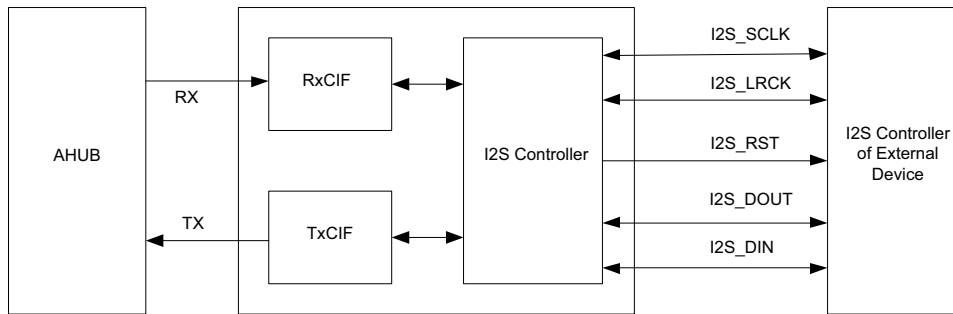 AHUB
RX
TX
RxCIF
TxCIF
I2S Controller
I2S_SCLK
I2S_LRCK
I2S_RST
I2S_DOUT
I2S_DIN
I2S Controller
of External
Device